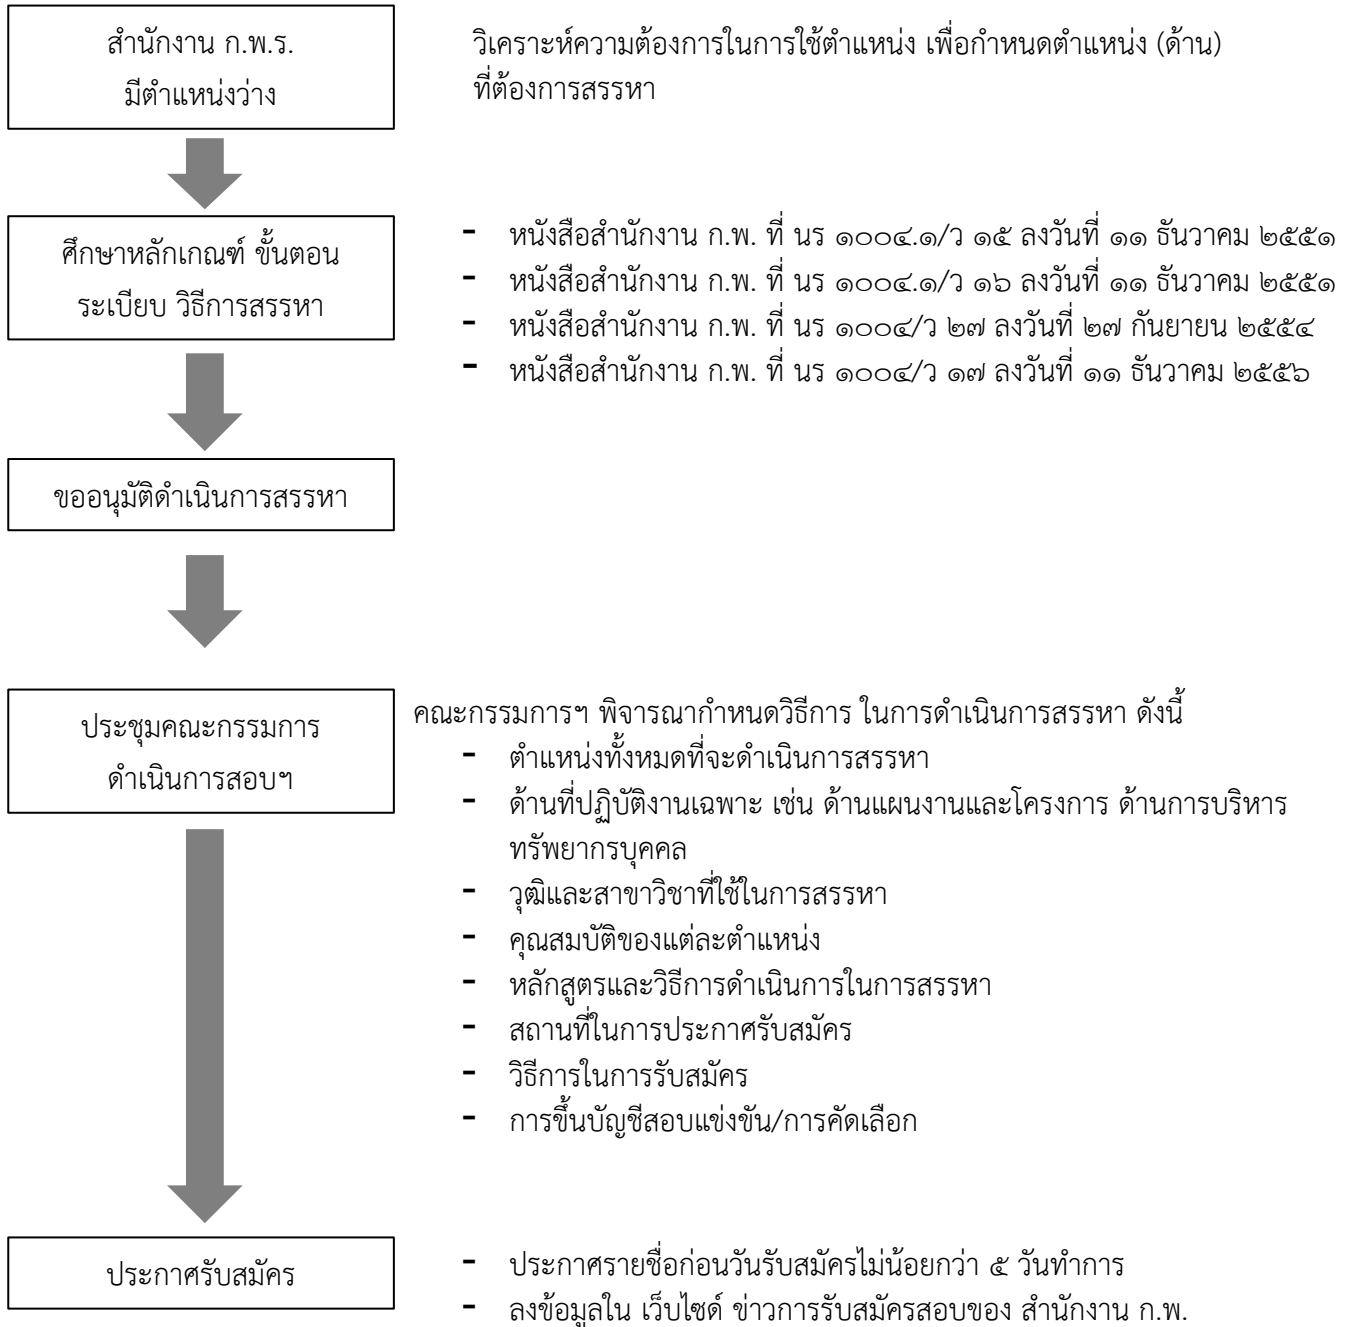 สำนักงาน ก.พ.ร.
มีตำแหน่งว่าง
วิเคราะห์ความต้องการในการใช้ตำแหน่ง เพื่อกำหนดตำแหน่ง (ด้าน)
ที่ต้องการสรรหา
ศึกษาหลักเกณฑ์ ขั้นตอน
ระเบียบ วิธีการสรรหา
- หนังสือสำนักงาน ก.พ. ที่ นร ๑๐๐๔.๑/ว ๑๕ ลงวันที่ ๑๑ ธันวาคม ๒๕๕๑
- หนังสือสำนักงาน ก.พ. ที่ นร ๑๐๐๔.๑/ว ๑๖ ลงวันที่ ๑๑ ธันวาคม ๒๕๕๑
- หนังสือสำนักงาน ก.พ. ที่ นร ๑๐๐๔/ว ๒๗ ลงวันที่ ๒๗ กันยายน ๒๕๕๔
- หนังสือสำนักงาน ก.พ. ที่ นร ๑๐๐๔/ว ๑๗ ลงวันที่ ๑๑ ธันวาคม ๒๕๕๖
ขออนุมัติดำเนินการสรรหา
ประชุมคณะกรรมการ
ดำเนินการสอบฯ
คณะกรรมการฯ พิจารณากำหนดวิธีการ ในการดำเนินการสรรหา ดังนี้
- ตำแหน่งทั้งหมดที่จะดำเนินการสรรหา
- ด้านที่ปฏิบัติงานเฉพาะ เช่น ด้านแผนงานและโครงการ ด้านการบริหาร
ทรัพยากรบุคคล
- วุฒิและสาขาวิชาที่ใช้ในการสรรหา
- คุณสมบัติของแต่ละตำแหน่ง
- หลักสูตรและวิธีการดำเนินการในการสรรหา
- สถานที่ในการประกาศรับสมัคร
- วิธีการในการรับสมัคร
- การขึ้นบัญชีสอบแข่งขัน/การคัดเลือก
ประกาศรับสมัคร
- ประกาศรายชื่อก่อนวันรับสมัครไม่น้อยกว่า ๕ วันทำการ
- ลงข้อมูลใน เว็บไซด์ ข่าวการรับสมัครสอบของ สำนักงาน ก.พ.